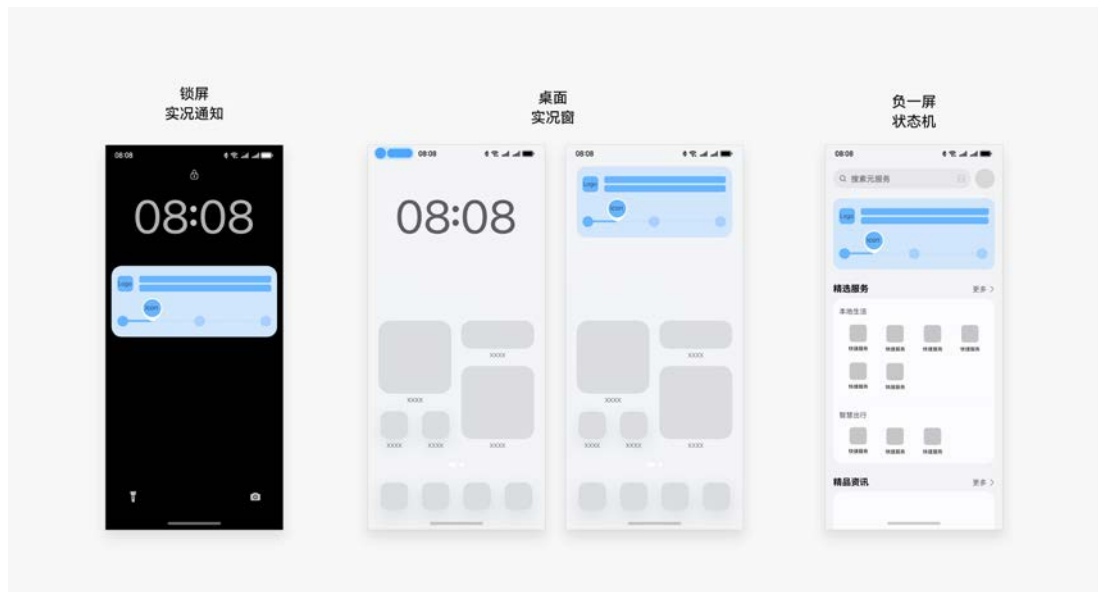 锁屏
实况通知
桌面
实况窗
负一屏
状态机
08:08
08:08
Logo
icon
08:08
08:08
XXXX
XXXX
XXXX
XXXX
XXXX
08:08
Logo
icon
XXXX
XXXX
XXXX
XXXX
XXXX
08:08
搜索元服务
Logo
icon
精选服务
更多
本地生活
快捷服务 快捷服务 快捷服务 快捷服务
快捷服务 快捷服务
智慧出行
快捷服务 快捷服务 快捷服务
精品资讯
更多